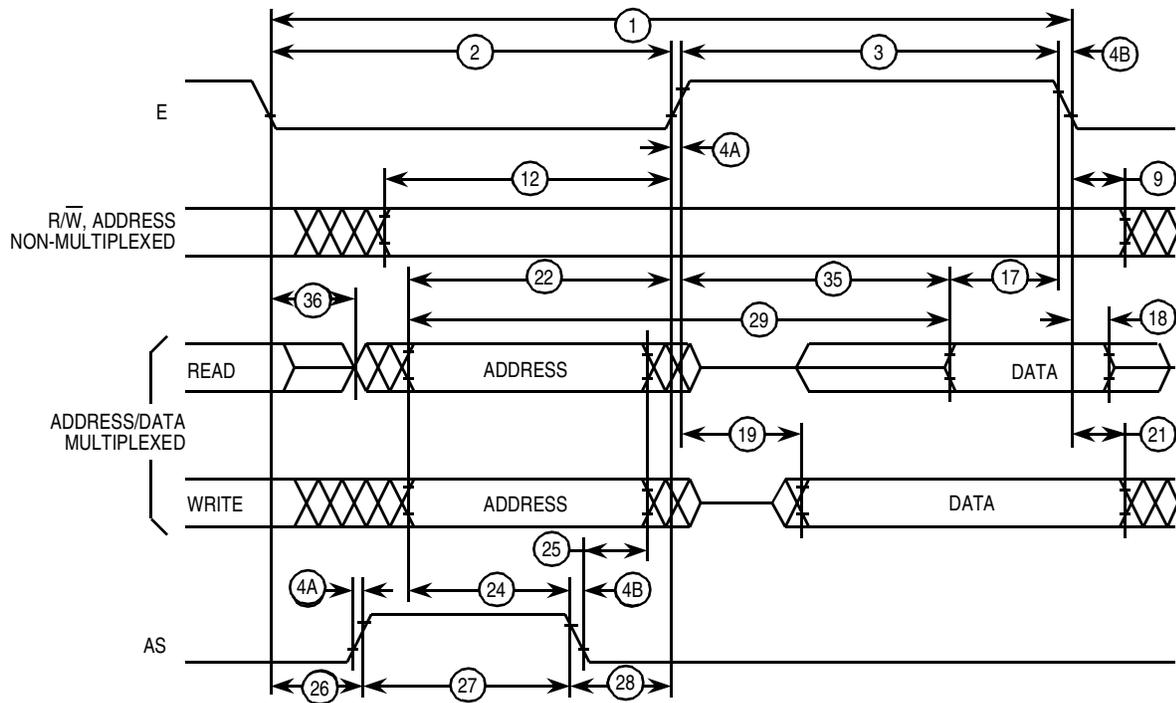 1
2
3
4B
E
4A
12
9
R/W̅, ADDRESS
NON-MULTIPLEXED
22
35
17
36
29
18
READ
ADDRESS
DATA
ADDRESS/DATA
MULTIPLEXED
19
21
WRITE
ADDRESS
DATA
25
4A
24
4B
AS
26
27
28